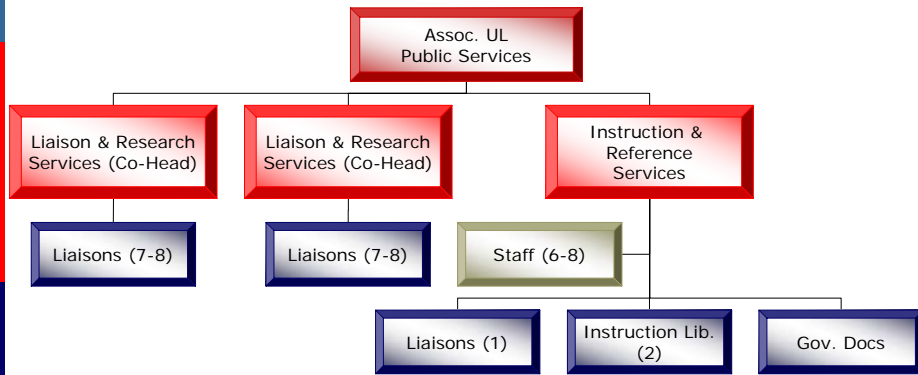 Assoc. UL
Public Services
Liaison & Research
Services (Co-Head)
Liaison & Research
Services (Co-Head)
Instruction &
Reference
Services
Liaisons (7-8)
Liaisons (7-8)
Staff (6-8)
Liaisons (1)
Instruction Lib.
(2)
Gov. Docs